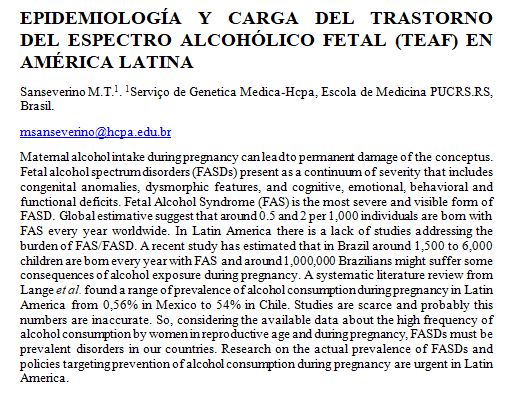 EPIDEMIOLOGÍA Y CARGA DEL TRASTORNO
DEL ESPECTRO ALCOHÓLICO FETAL (TEAF) EN
AMÉRICA LATINA
Sanseverino M.T.¹. ¹Serviço de Genetica Medica-Hcpa, Escola de Medicina PUCRS.RS,
Brasil.
msanseverino@hcpa.edu.br
Maternal alcohol intake during pregnancy can lead to permanent damage of the conceptus.
Fetal alcohol spectrum disorders (FASDs) present as a continuum of severity that includes
congenital anomalies, dysmorphic features, and cognitive, emotional, behavioral and
functional deficits. Fetal Alcohol Syndrome (FAS) is the most severe and visible form of
FASD. Global estimative suggest that around 0.5 and 2 per 1,000 individuals are born with
FAS every year worldwide. In Latin America there is a lack of studies addressing the
burden of FAS/FASD. A recent study has estimated that in Brazil around 1,500 to 6,000
children are born every year with FAS and around 1,000,000 Brazilians might suffer some
consequences of alcohol exposure during pregnancy. A systematic literature review from
Lange et al. found a range of prevalence of alcohol consumption during pregnancy in Latin
America from 0,56% in Mexico to 54% in Chile. Studies are scarce and probably this
numbers are inaccurate. So, considering the available data about the high frequency of
alcohol consumption by women in reproductive age and during pregnancy, FASDs must be
prevalent disorders in our countries. Research on the actual prevalence of FASDs and
policies targeting prevention of alcohol consumption during pregnancy are urgent in Latin
America.